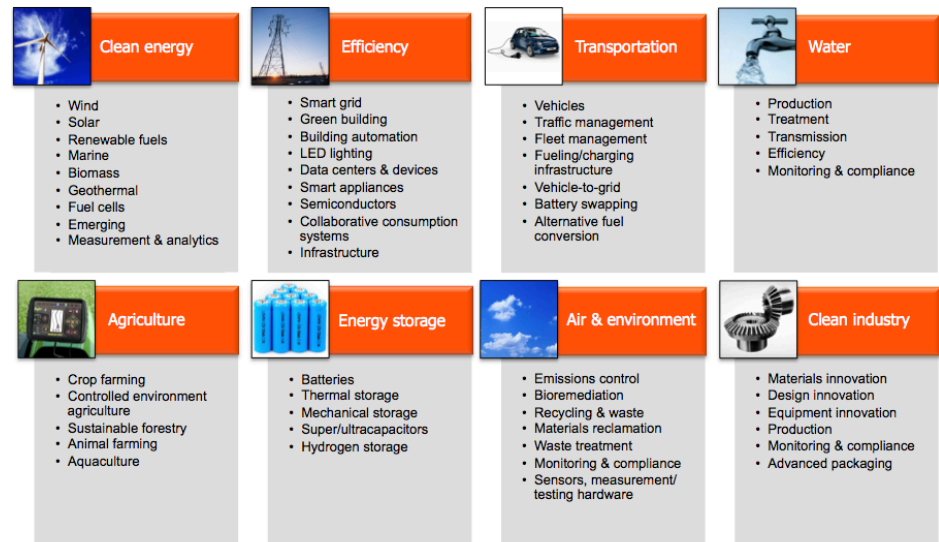 Clean energy
• Wind
• Solar
• Renewable fuels
• Marine
• Biomass
• Geothermal
• Fuel cells
• Emerging
• Measurement & analytics
Efficiency
• Smart grid
• Green building
• Building automation
• LED lighting
• Data centers & devices
• Smart appliances
• Semiconductors
• Collaborative consumption
systems
• Infrastructure
Transportation
• Vehicles
• Traffic management
• Fleet management
• Fueling/charging
infrastructure
• Vehicle-to-grid
• Battery swapping
• Alternative fuel
conversion
Water
• Production
• Treatment
• Transmission
• Efficiency
• Monitoring & compliance
Agriculture
• Crop farming
• Controlled environment
agriculture
• Sustainable forestry
• Animal farming
• Aquaculture
Energy storage
• Batteries
• Thermal storage
• Mechanical storage
• Super/ultracapacitors
• Hydrogen storage
Air & environment
• Emissions control
• Bioremediation
• Recycling & waste
• Materials reclamation
• Waste treatment
• Monitoring & compliance
• Sensors, measurement/
testing hardware
Clean industry
• Materials innovation
• Design innovation
• Equipment innovation
• Production
• Monitoring & compliance
• Advanced packaging